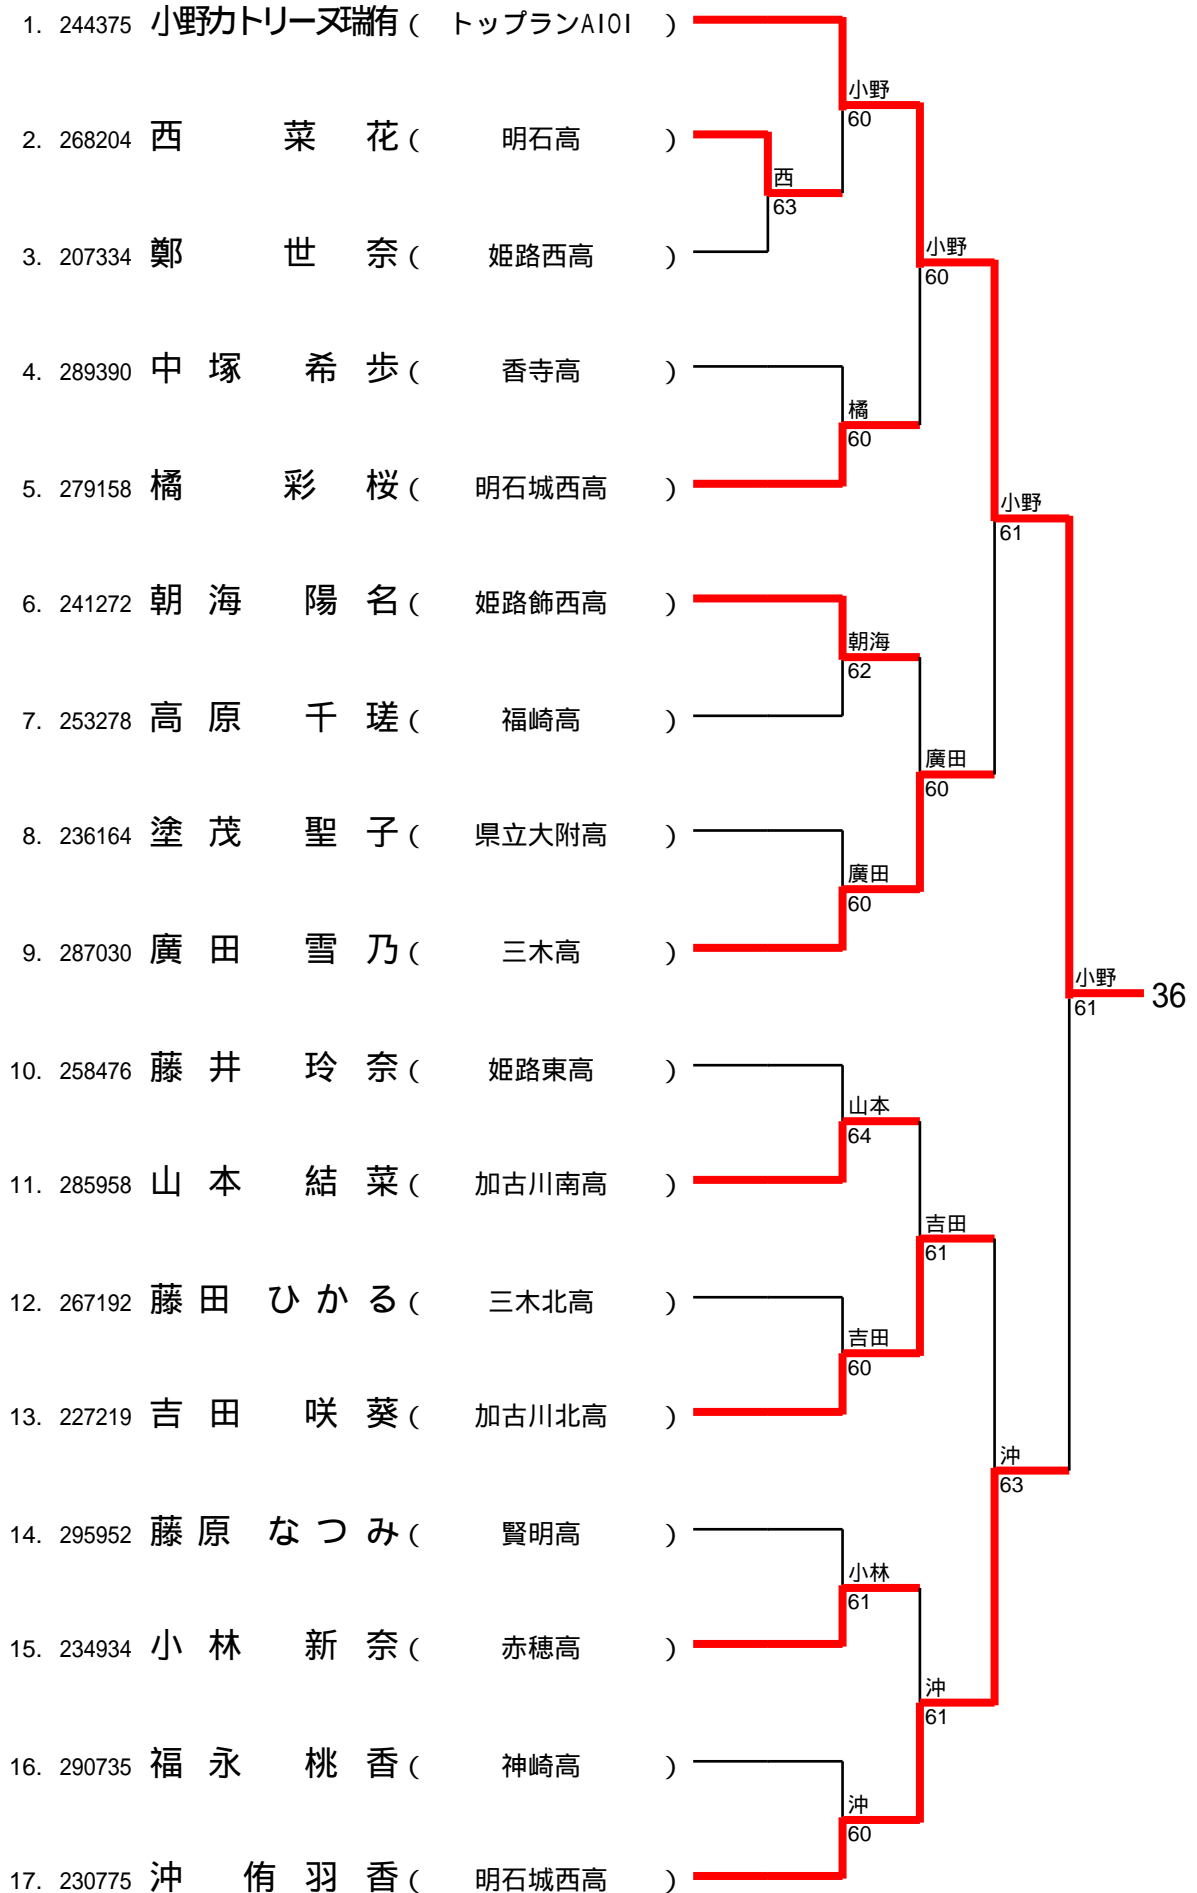 1. 244375 小野カトリーヌ瑞侑 ( トップランAIOI )
小野
60
2. 268204 西 菜 花 ( 明石高 )
西
63
3. 207334 鄭 世 奈 ( 姫路西高 )
小野
60
4. 289390 中 塚 希 歩 ( 香寺高 )
橘
60
5. 279158 橘 彩 桜 ( 明石城西高 )
小野
61
6. 241272 朝 海 陽 名 ( 姫路飾西高 )
朝海
62
7. 253278 高 原 千 瑳 ( 福崎高 )
廣田
60
8. 236164 塗 茂 聖 子 ( 県立大附高 )
廣田
60
9. 287030 廣 田 雪 乃 ( 三木高 )
小野
61
36
10. 258476 藤 井 玲 奈 ( 姫路東高 )
山本
64
11. 285958 山 本 結 菜 ( 加古川南高 )
吉田
61
12. 267192 藤 田 ひ か る ( 三木北高 )
吉田
60
13. 227219 吉 田 咲 葵 ( 加古川北高 )
沖
63
14. 295952 藤 原 な つ み ( 賢明高 )
小林
61
15. 234934 小 林 新 奈 ( 赤穂高 )
沖
61
16. 290735 福 永 桃 香 ( 神崎高 )
沖
60
17. 230775 沖 侑 羽 香 ( 明石城西高 )